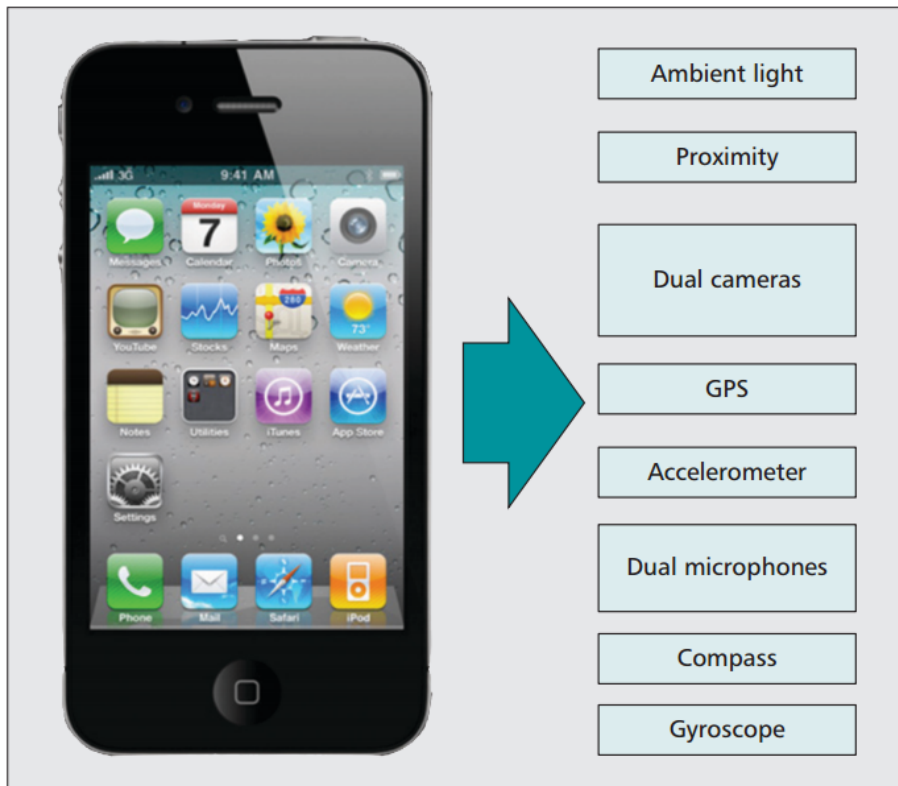 3G 9:41 AM
Monday
7
280
73°
Messages Calendar Photos Camera
YouTube Stocks Maps Weather
Notes Utilities iTunes App Store
Settings
Phone Mail Safari iPod
Ambient light
Proximity
Dual cameras
GPS
Accelerometer
Dual microphones
Compass
Gyroscope